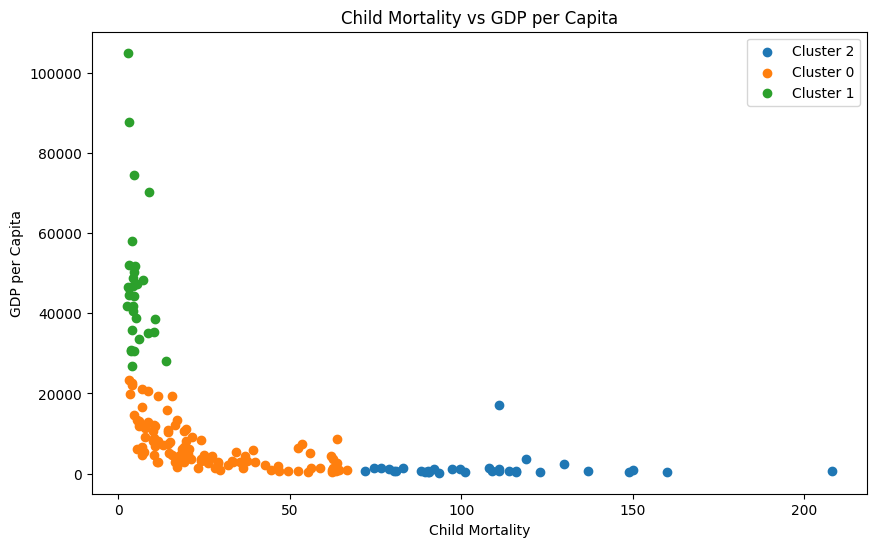 Child Mortality vs GDP per Capita
Cluster 2
Cluster 0
Cluster 1
GDP per Capita
100000
80000
60000
40000
20000
0
0 50 100 150 200
Child Mortality